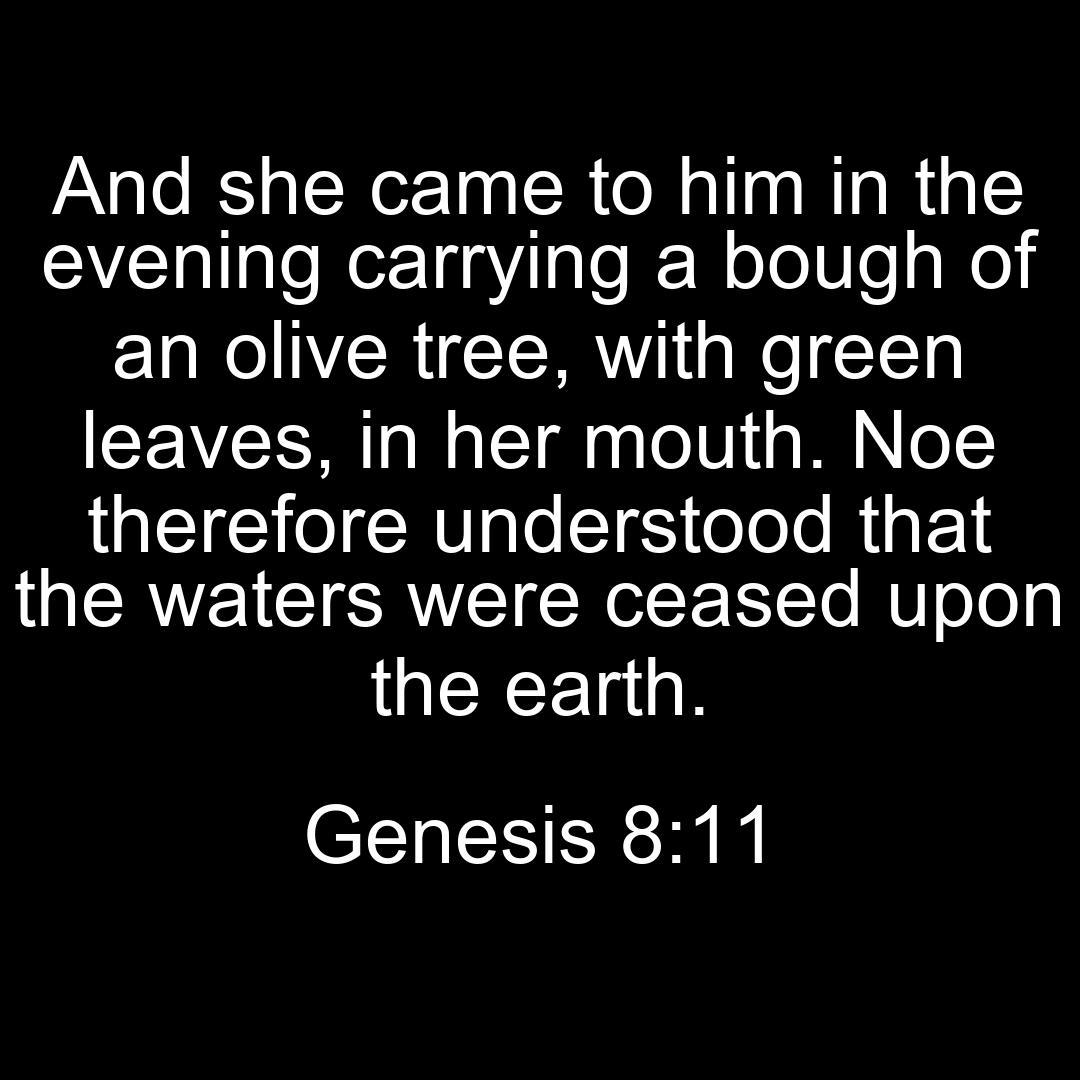 And she came to him in the
evening carrying a bough of
an olive tree, with green
leaves, in her mouth. Noe
therefore understood that
the waters were ceased upon
the earth.
Genesis 8:11